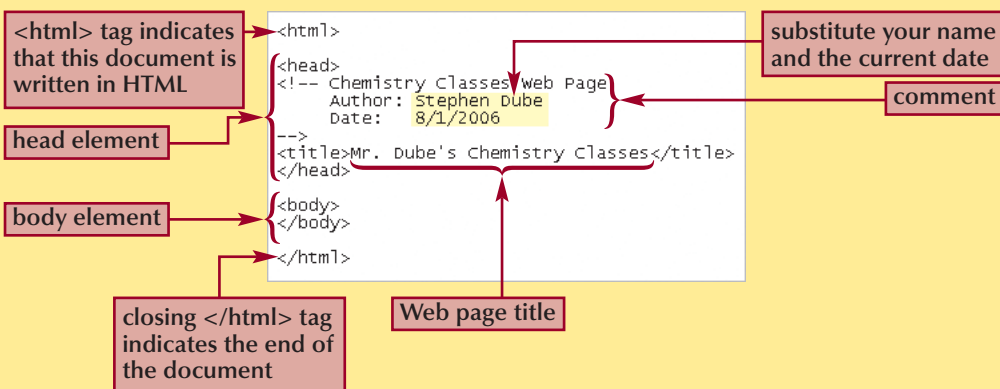 <html> tag indicates
that this document is
written in HTML
head element
body element
closing </html> tag
indicates the end of
the document
<html>
<head>
<!-- Chemistry Classes Web Page
Author: Stephen Dube
Date: 8/1/2006
-->
<title>Mr. Dube's Chemistry Classes</title>
</head>
<body>
</body>
</html>
Web page title
substitute your name
and the current date
comment